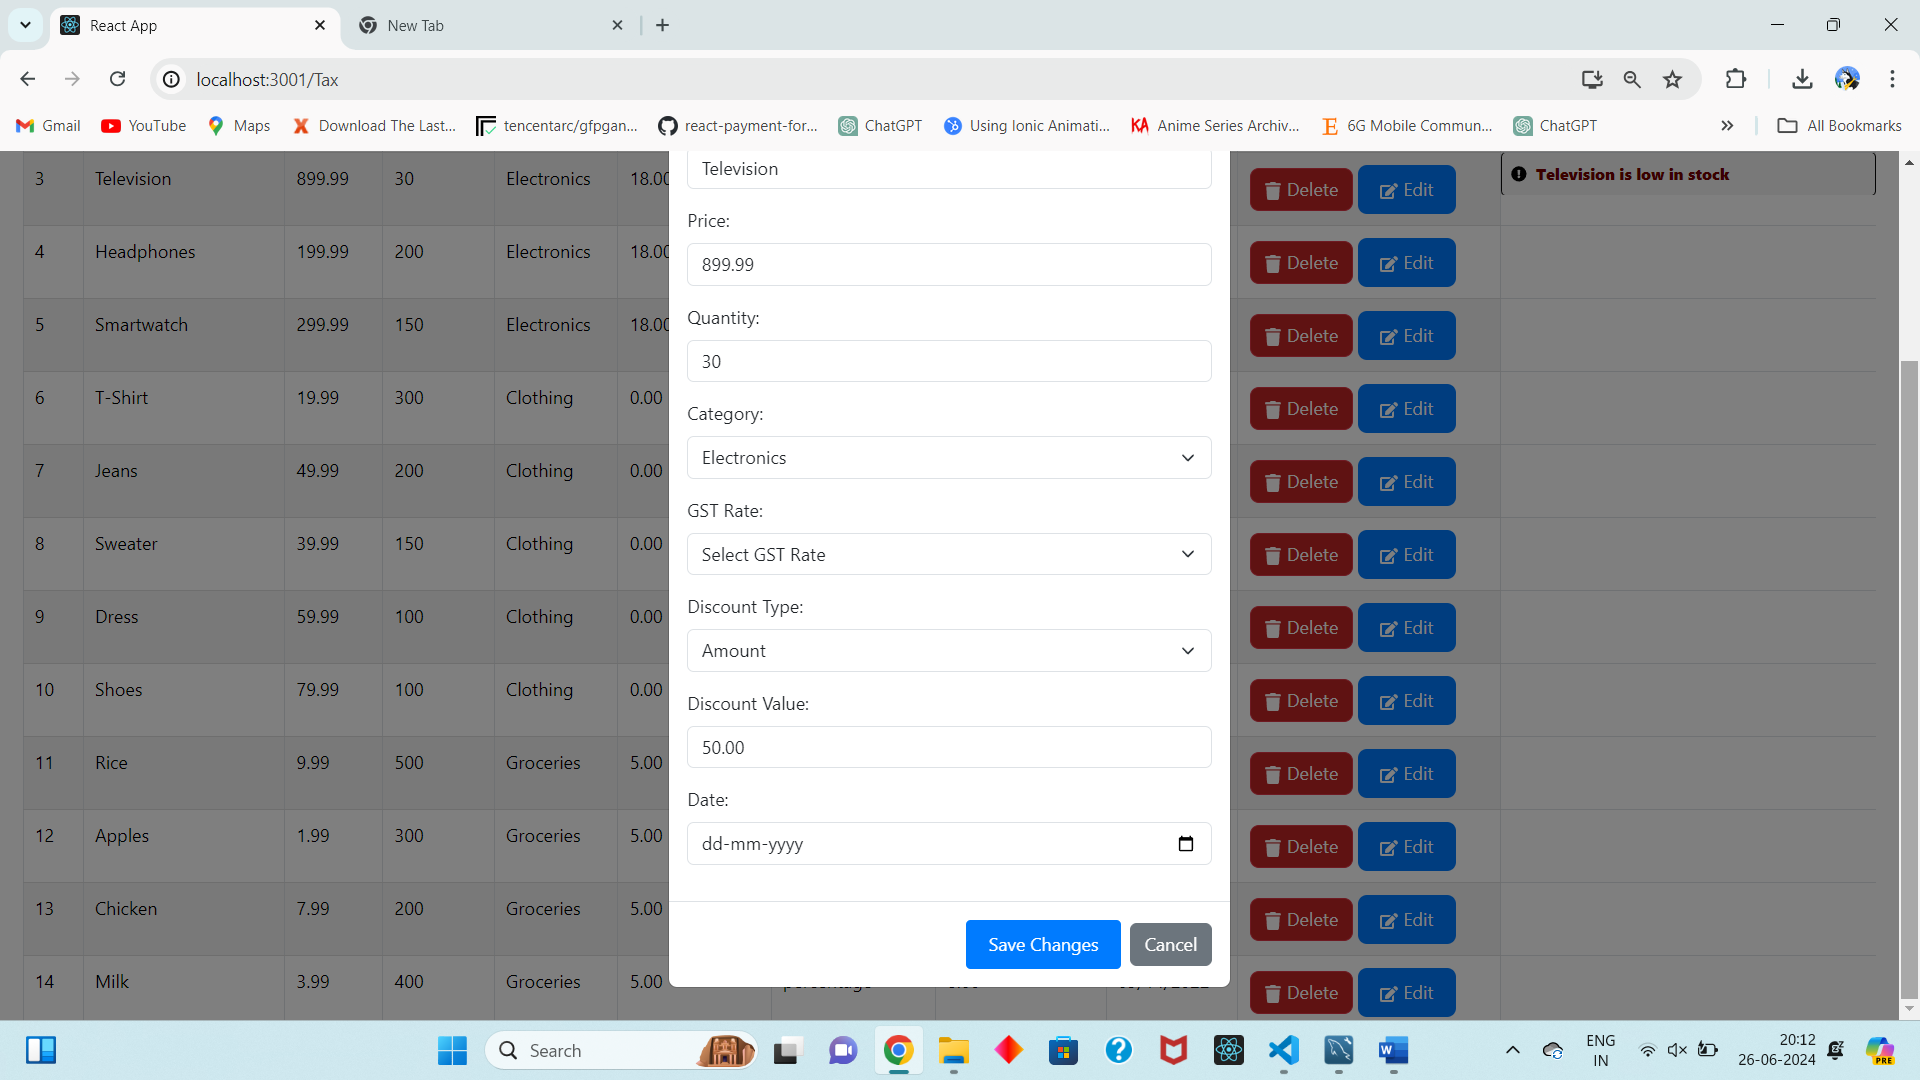 React App
New Tab
localhost:3001/Tax
Gmail
YouTube
Maps
Download The Last...
tencentarc/gfpgan...
react-payment-for...
ChatGPT
Using Ionic Animati...
KA Anime Series Archiv...
E 6G Mobile Commun...
ChatGPT
All Bookmarks
3 Television 899.99 30 Electronics 18.00 Delete Edit Television is low in stock
4 Headphones 199.99 200 Electronics 18.00 Delete Edit
5 Smartwatch 299.99 150 Electronics 18.00 Delete Edit
6 T-Shirt 19.99 300 Clothing 0.00 Delete Edit
7 Jeans 49.99 200 Clothing 0.00 Delete Edit
8 Sweater 39.99 150 Clothing 0.00 Delete Edit
9 Dress 59.99 100 Clothing 0.00 Delete Edit
10 Shoes 79.99 100 Clothing 0.00 Delete Edit
11 Rice 9.99 500 Groceries 5.00 Delete Edit
12 Apples 1.99 300 Groceries 5.00 Delete Edit
13 Chicken 7.99 200 Groceries 5.00 Delete Edit
14 Milk 3.99 400 Groceries 5.00 percentage Delete Edit
Television
Price:
899.99
Quantity:
30
Category:
Electronics
GST Rate:
Select GST Rate
Discount Type:
Amount
Discount Value:
50.00
Date:
dd-mm-yyyy
Save Changes
Cancel
Search
ENG
IN
20:12
26-06-2024
PRE